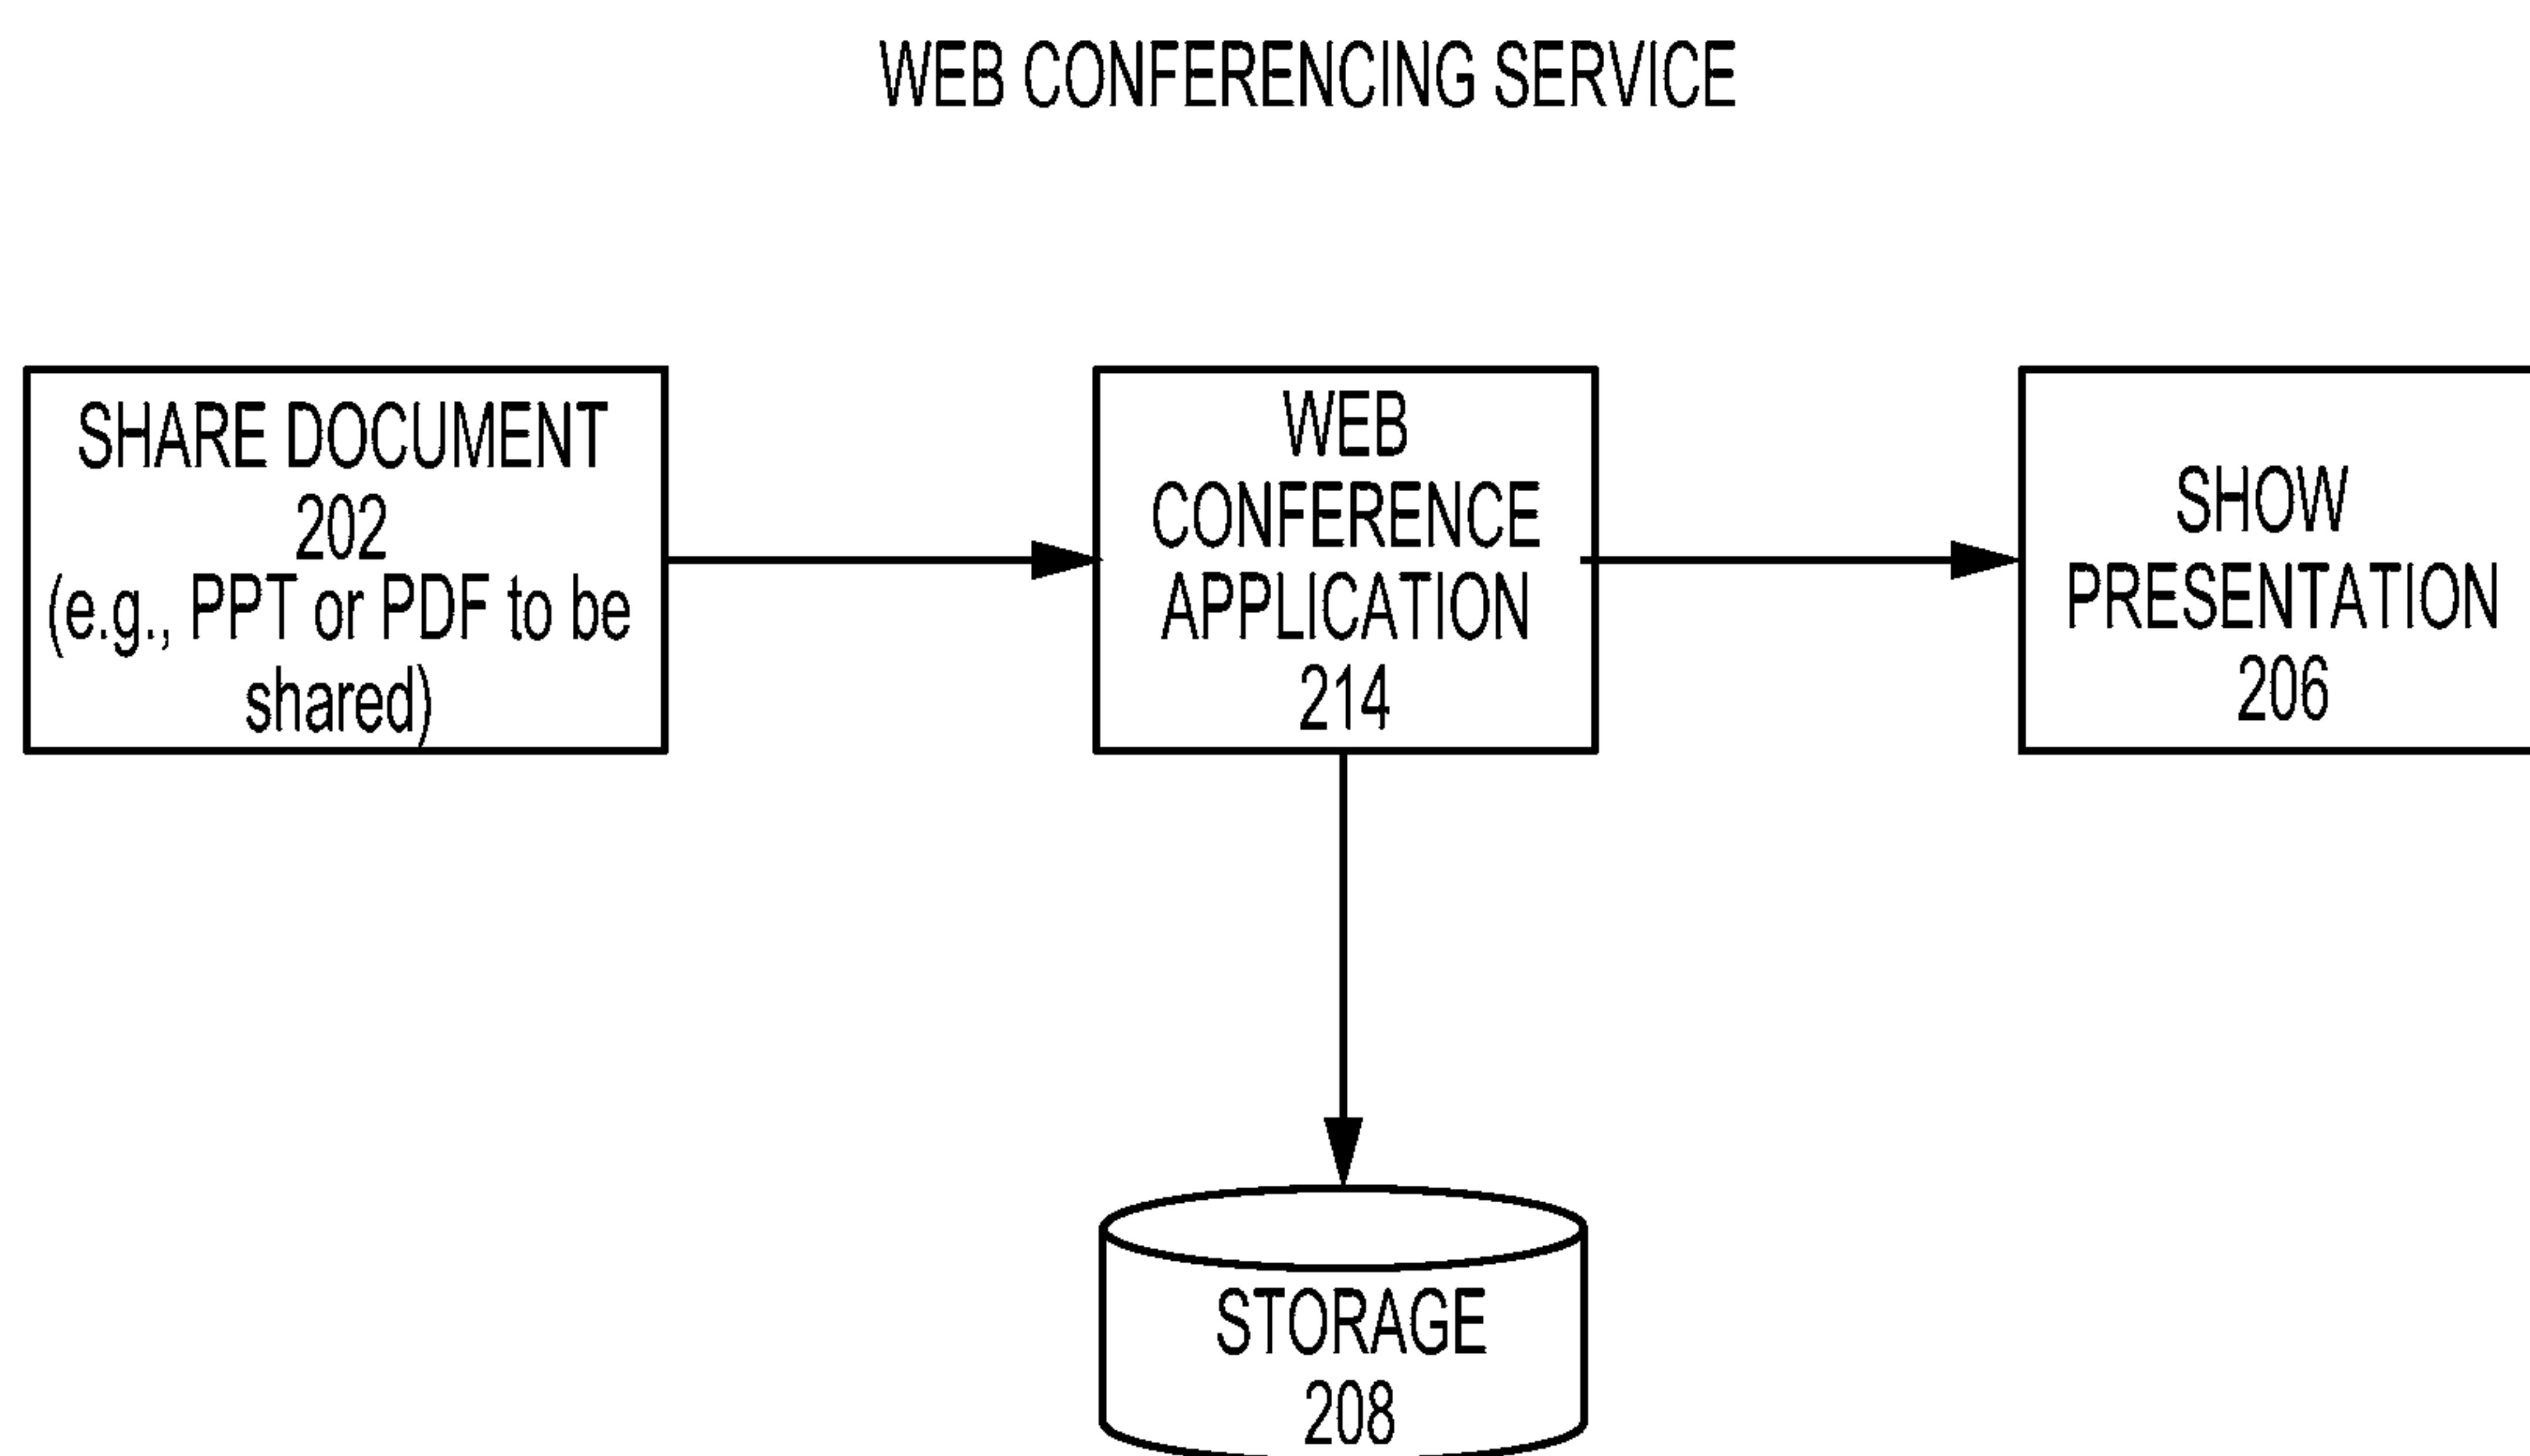 WEB CONFERENCING SERVICE
SHARE DOCUMENT
202
(e.g., PPT or PDF to be
shared)
WEB
CONFERENCE
APPLICATION
214
SHOW
PRESENTATION
206
STORAGE
208